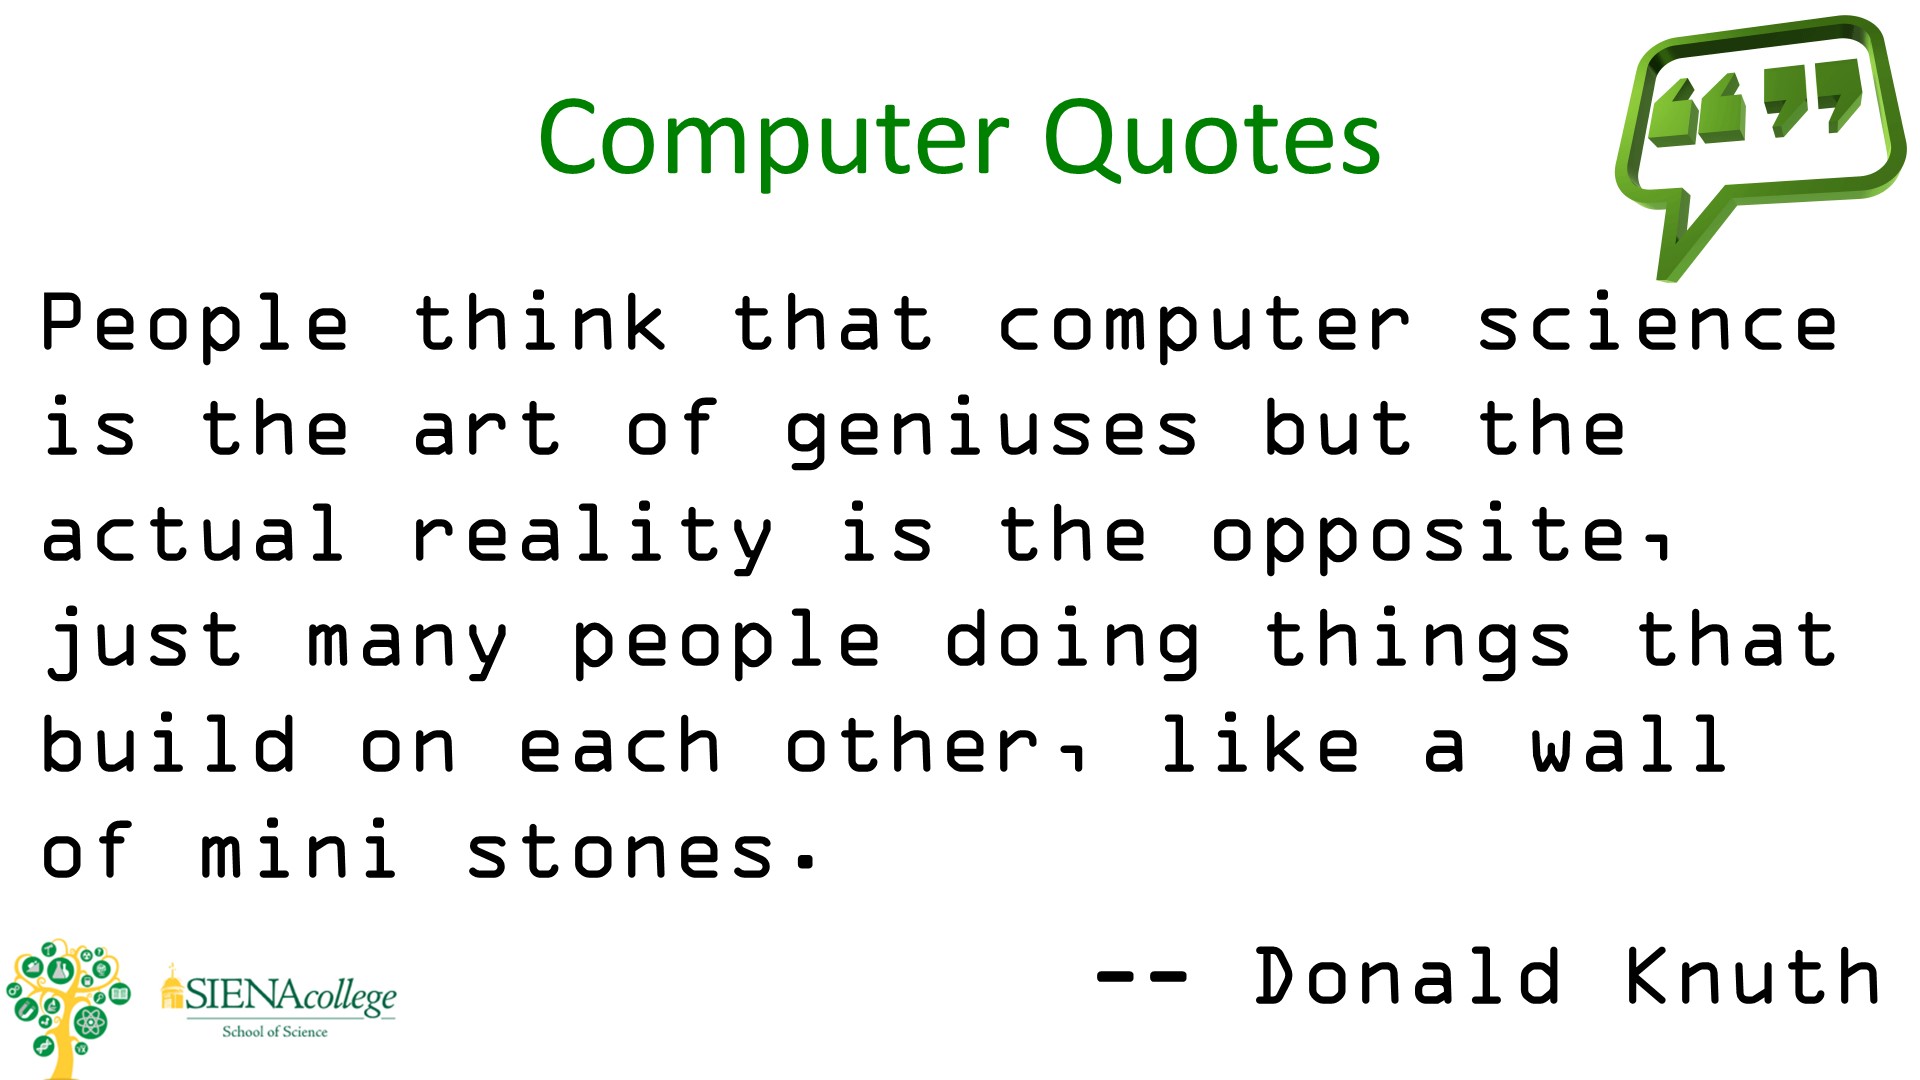 Computer Quotes
People think that computer science
is the art of geniuses but the
actual reality is the opposite,
just many people doing things that
build on each other, like a wall
of mini stones.
-- Donald Knuth
SIENAcollege
School of Science